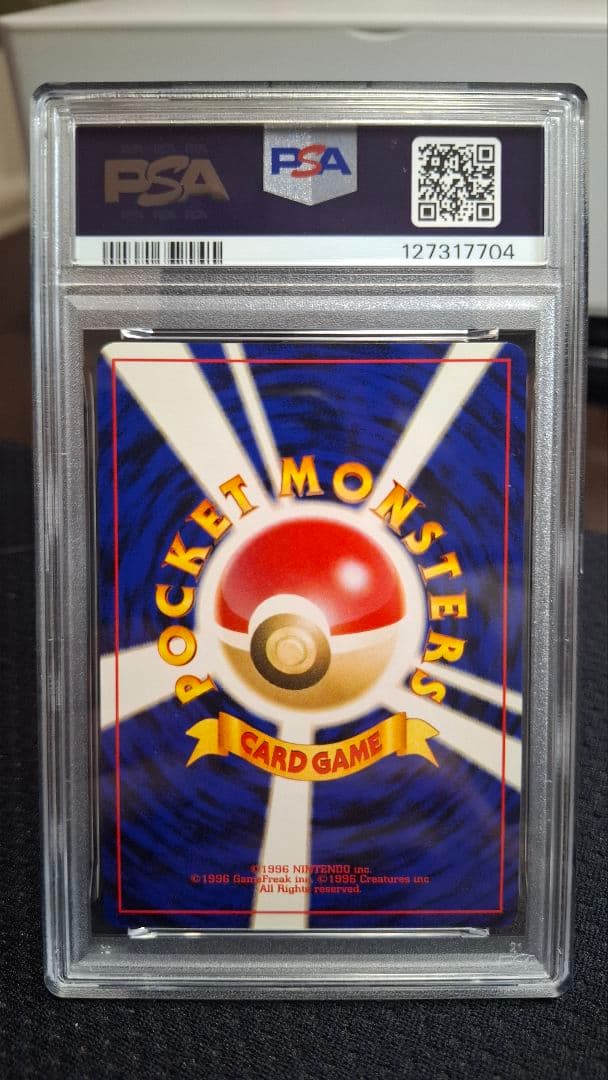 PSA
PSA
127317704
POCKET MONSTERS
CARD GAME
©1996 NINTENDO inc.
©1996 GameFreak inc. ©1996 Creatures inc.
All Rights reserved.